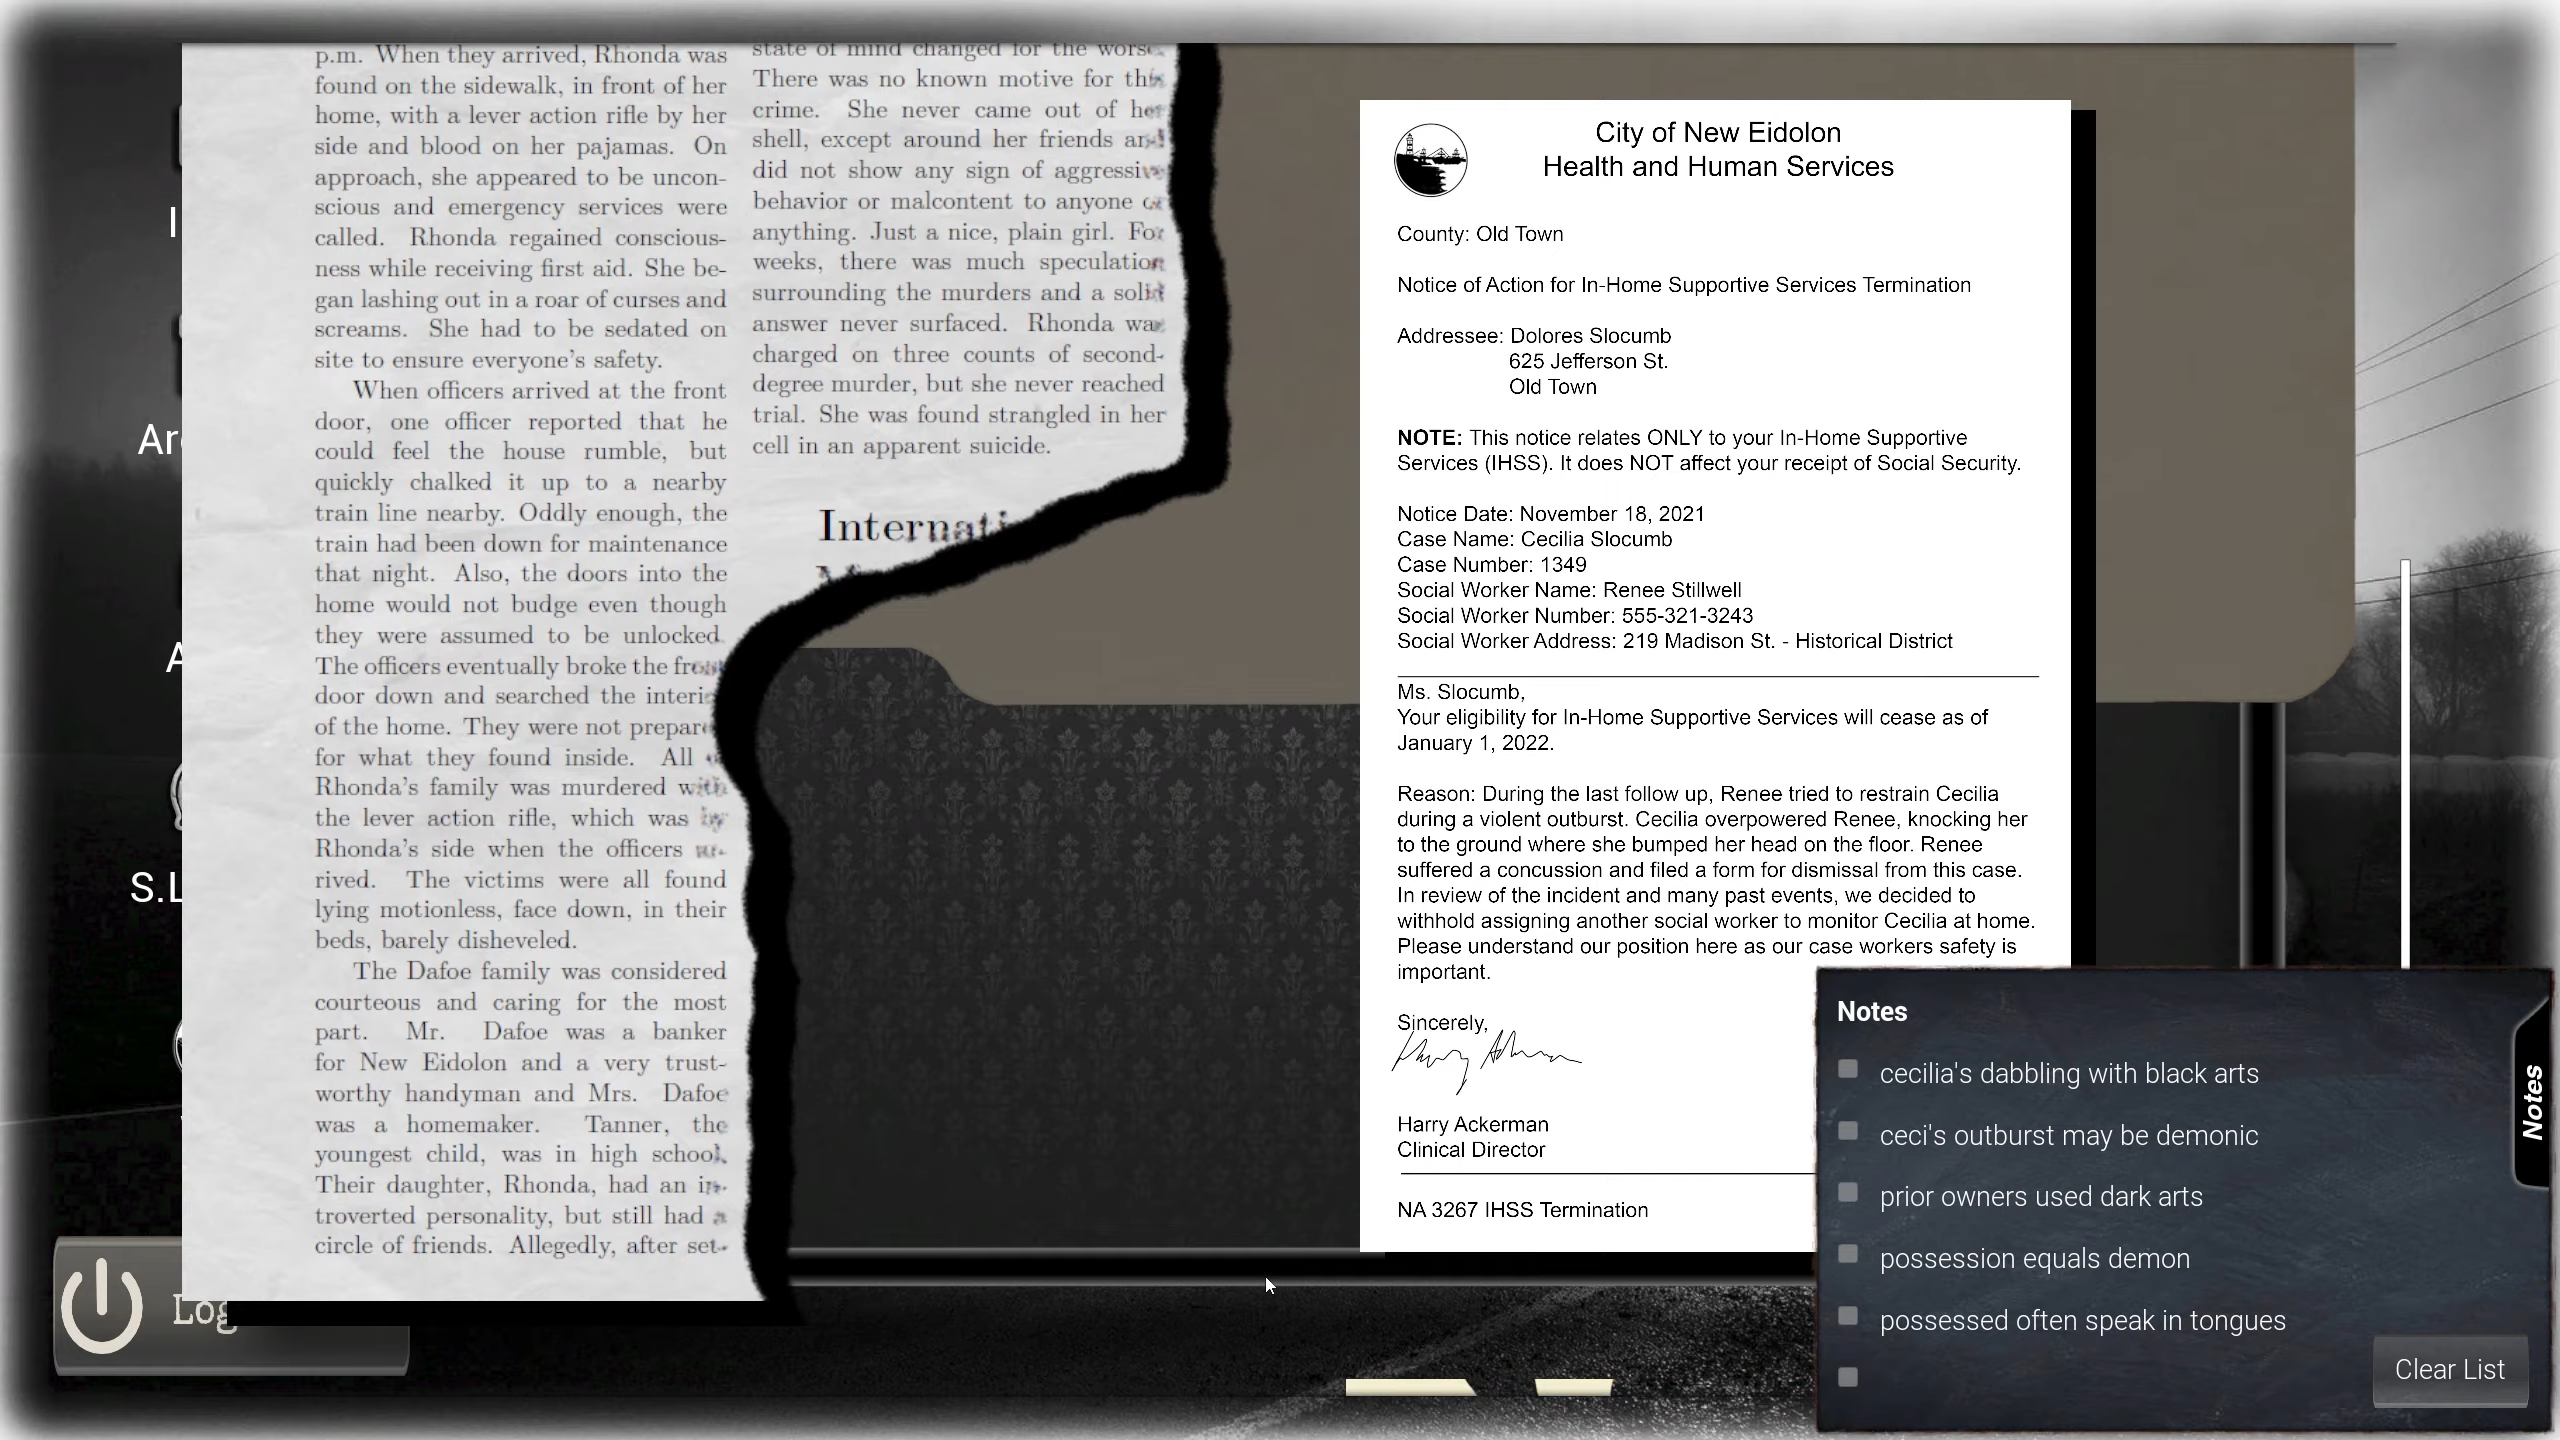 p.m. When they arrived, Rhonda was
found on the sidewalk, in front of her
home, with a lever action rifle by her
side and blood on her pajamas. On
approach, she appeared to be uncon-
scious and emergency services were
called. Rhonda regained conscious-
ness while receiving first aid. She be-
gan lashing out in a roar of curses and
screams. She had to be sedated on
site to ensure everyone's safety.
When officers arrived at the front
door, one officer reported that he
could feel the house rumble, but
quickly chalked it up to a nearby
train line nearby. Oddly enough, the
train had been down for maintenance
that night. Also, the doors into the
home would not budge even though
they were assumed to be unlocked.
The officers eventually broke the front
door down and searched the interi
of the home. They were not prepar
for what they found inside. All
Rhonda's family was murdered with
the lever action rifle, which was by
Rhonda's side when the officers ar-
rived. The victims were all found
lying motionless, face down, in their
beds, barely disheveled.
The Dafoe family was considered
courteous and caring for the most
part. Mr. Dafoe was a banker
for New Eidolon and a very trust-
worthy handyman and Mrs. Dafoe
was a homemaker. Tanner, the
youngest child, was in high school.
Their daughter, Rhonda, had an in-
troverted personality, but still had a
circle of friends. Allegedly, after set-
state of mind changed for the worse.
There was no known motive for this
crime. She never came out of her
shell, except around her friends and
did not show any sign of aggressive
behavior or malcontent to anyone or
anything. Just a nice, plain girl. For
weeks, there was much speculation
surrounding the murders and a solid
answer never surfaced. Rhonda was
charged on three counts of second-
degree murder, but she never reached
trial. She was found strangled in her
cell in an apparent suicide.
Internati
City of New Eidolon
Health and Human Services
County: Old Town
Notice of Action for In-Home Supportive Services Termination
Addressee: Dolores Slocumb
625 Jefferson St.
Old Town
NOTE: This notice relates ONLY to your In-Home Supportive
Services (IHSS). It does NOT affect your receipt of Social Security.
Notice Date: November 18, 2021
Case Name: Cecilia Slocumb
Case Number: 1349
Social Worker Name: Renee Stillwell
Social Worker Number: 555-321-3243
Social Worker Address: 219 Madison St. - Historical District
Ms. Slocumb,
Your eligibility for In-Home Supportive Services will cease as of
January 1, 2022.
Reason: During the last follow up, Renee tried to restrain Cecilia
during a violent outburst. Cecilia overpowered Renee, knocking her
to the ground where she bumped her head on the floor. Renee
suffered a concussion and filed a form for dismissal from this case.
In review of the incident and many past events, we decided to
withhold assigning another social worker to monitor Cecilia at home.
Please understand our position here as our case workers safety is
important.
Sincerely,
Harry Ackerman
Harry Ackerman
Clinical Director
NA 3267 IHSS Termination
Notes
cecilia's dabbling with black arts
ceci's outburst may be demonic
prior owners used dark arts
possession equals demon
possessed often speak in tongues
Clear List
Notes
Ar
A
S.L
Log